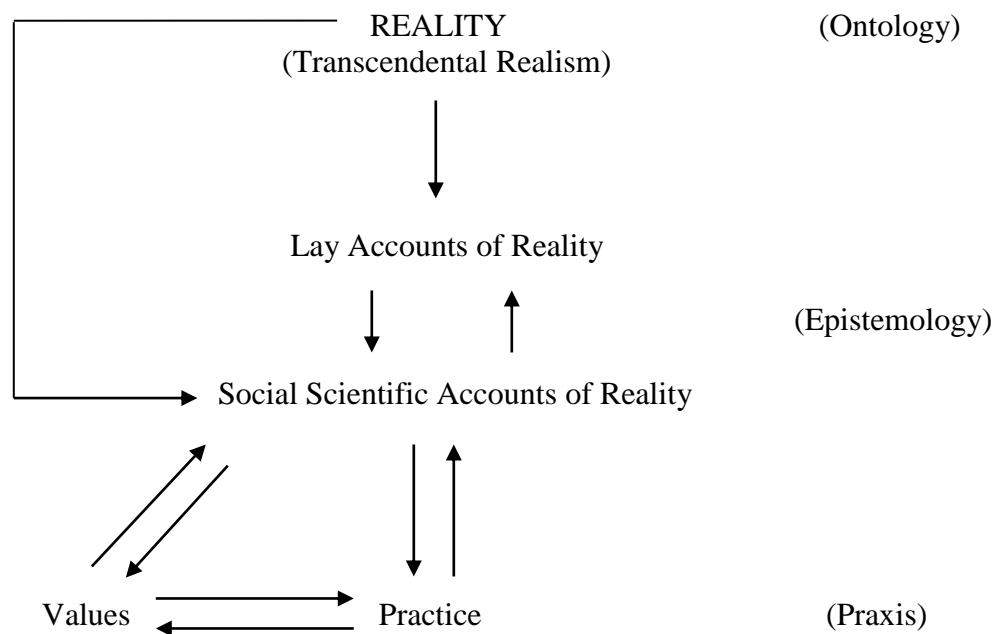 REALITY (Ontology)
(Transcendental Realism)
Lay Accounts of Reality
(Epistemology)
Social Scientific Accounts of Reality
Values Practice (Praxis)